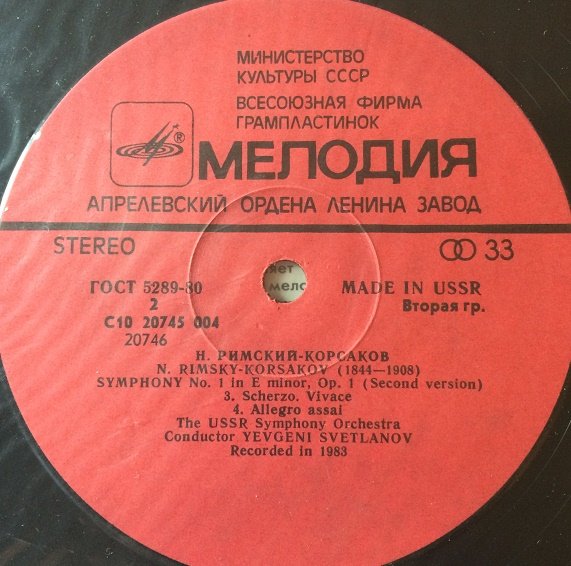 МИНИСТЕРСТВО
КУЛЬТУРЫ СССР
ВСЕСОЮЗНАЯ ФИРМА
ГРАМПЛАСТИНОК
®
МЕЛОДИЯ
АПРЕЛЕВСКИЙ ОРДЕНА ЛЕНИНА ЗАВОД
STEREO
33
ГОСТ 5289-80
2
С10 20745 004
20746
яет
мело
MADE IN USSR
Вторая гр.
Н. РИМСКИЙ-КОРСАКОВ
N. RIMSKY-KORSAKOV (1844—1908)
SYMPHONY No. 1 in E minor, Op. 1 (Second version)
3. Scherzo. Vivace
4. Allegro assai
The USSR Symphony Orchestra
Conductor YEVGENI SVETLANOV
Recorded in 1983